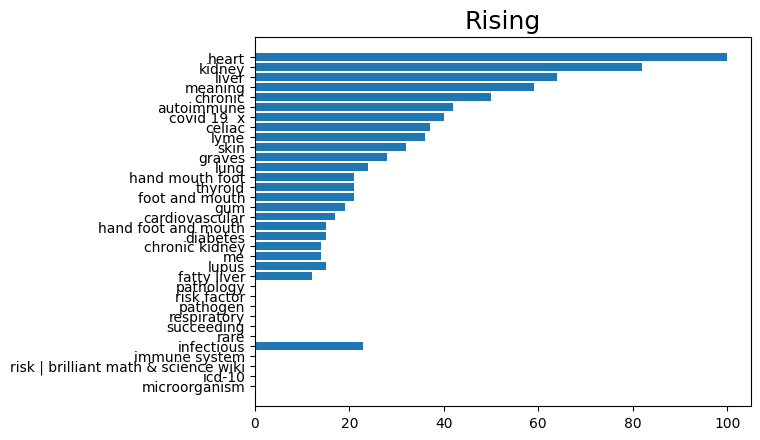 Rising
heart
kidney
liver
meaning
chronic
autoimmune
covid 19  x
celiac
lyme
skin
graves
lung
hand mouth foot
thyroid
foot and mouth
gum
cardiovascular
hand foot and mouth
diabetes
chronic kidney
me
lupus
fatty liver
pathology
risk factor
pathogen
respiratory
succeeding
rare
infectious
immune system
risk | brilliant math & science wiki
icd-10
microorganism
0 20 40 60 80 100